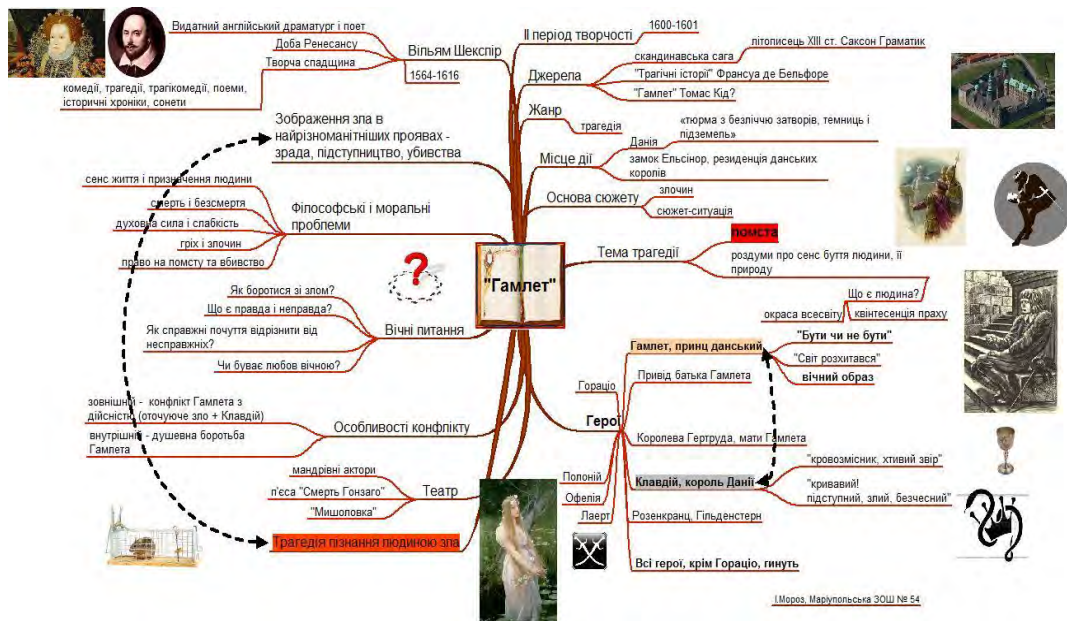 Видатний англійський драматург і поет
Доба Ренесансу
Творча спадщина
комедії, трагедії, трагікомедії, поеми,
історичні хроніки, сонети
Вільям Шекспір
1564-1616
Зображення зла в
найрізноманітніших проявах -
зрада, підступництво, убивства
сенс життя і призначення людини
смерть і безсмертя
духовна сила і слабкість
гріх і злочин
право на помсту та вбивство
Філософські і моральні
проблеми
Як боротися зі злом?
Що є правда і неправда?
Як справжні почуття відрізнити від
несправжніх?
Чи буває любов вічною?
Вічні питання
зовнішній - конфлікт Гамлета з
дійсністю (оточуюче зло + Клавдій)
внутрішній - душевна боротьба
Гамлета
Особливості конфлікту
мандрівні актори
п'єса "Смерть Гонзаго"
"Мишоловка"
Театр
Трагедія пізнання людиною зла
"Гамлет"
ІІ період творчості
1600-1601
Джерела
скандинавська сага
літописець XIII ст. Саксон Граматик
"Трагічні історії" Франсуа де Бельфоре
"Гамлет" Томас Кід?
Жанр
трагедія
Місце дії
Данія
«тюрма з безліччю затворів, темниць і
підземель»
замок Ельсінор, резиденція данських
королів
Основа сюжету
злочин
сюжет-ситуація
Тема трагедії
помста
роздуми про сенс буття людини, її
природу
Що є людина?
окраса всесвіту
квінтесенція праху
Герої
Гамлет, принц данський
"Бути чи не бути"
"Світ розхитався"
вічний образ
Привід батька Гамлета
Гораціо
Королева Гертруда, мати Гамлета
Клавдій, король Данії
"кровозмісник, хтивий звір"
"кривавий!
підступний, злий, безчесний"
Полоній
Офелія
Лаерт
Розенкранц, Гільденстерн
Всі герої, крім Гораціо, гинуть
І.Мороз, Маріупольська ЗОШ № 54